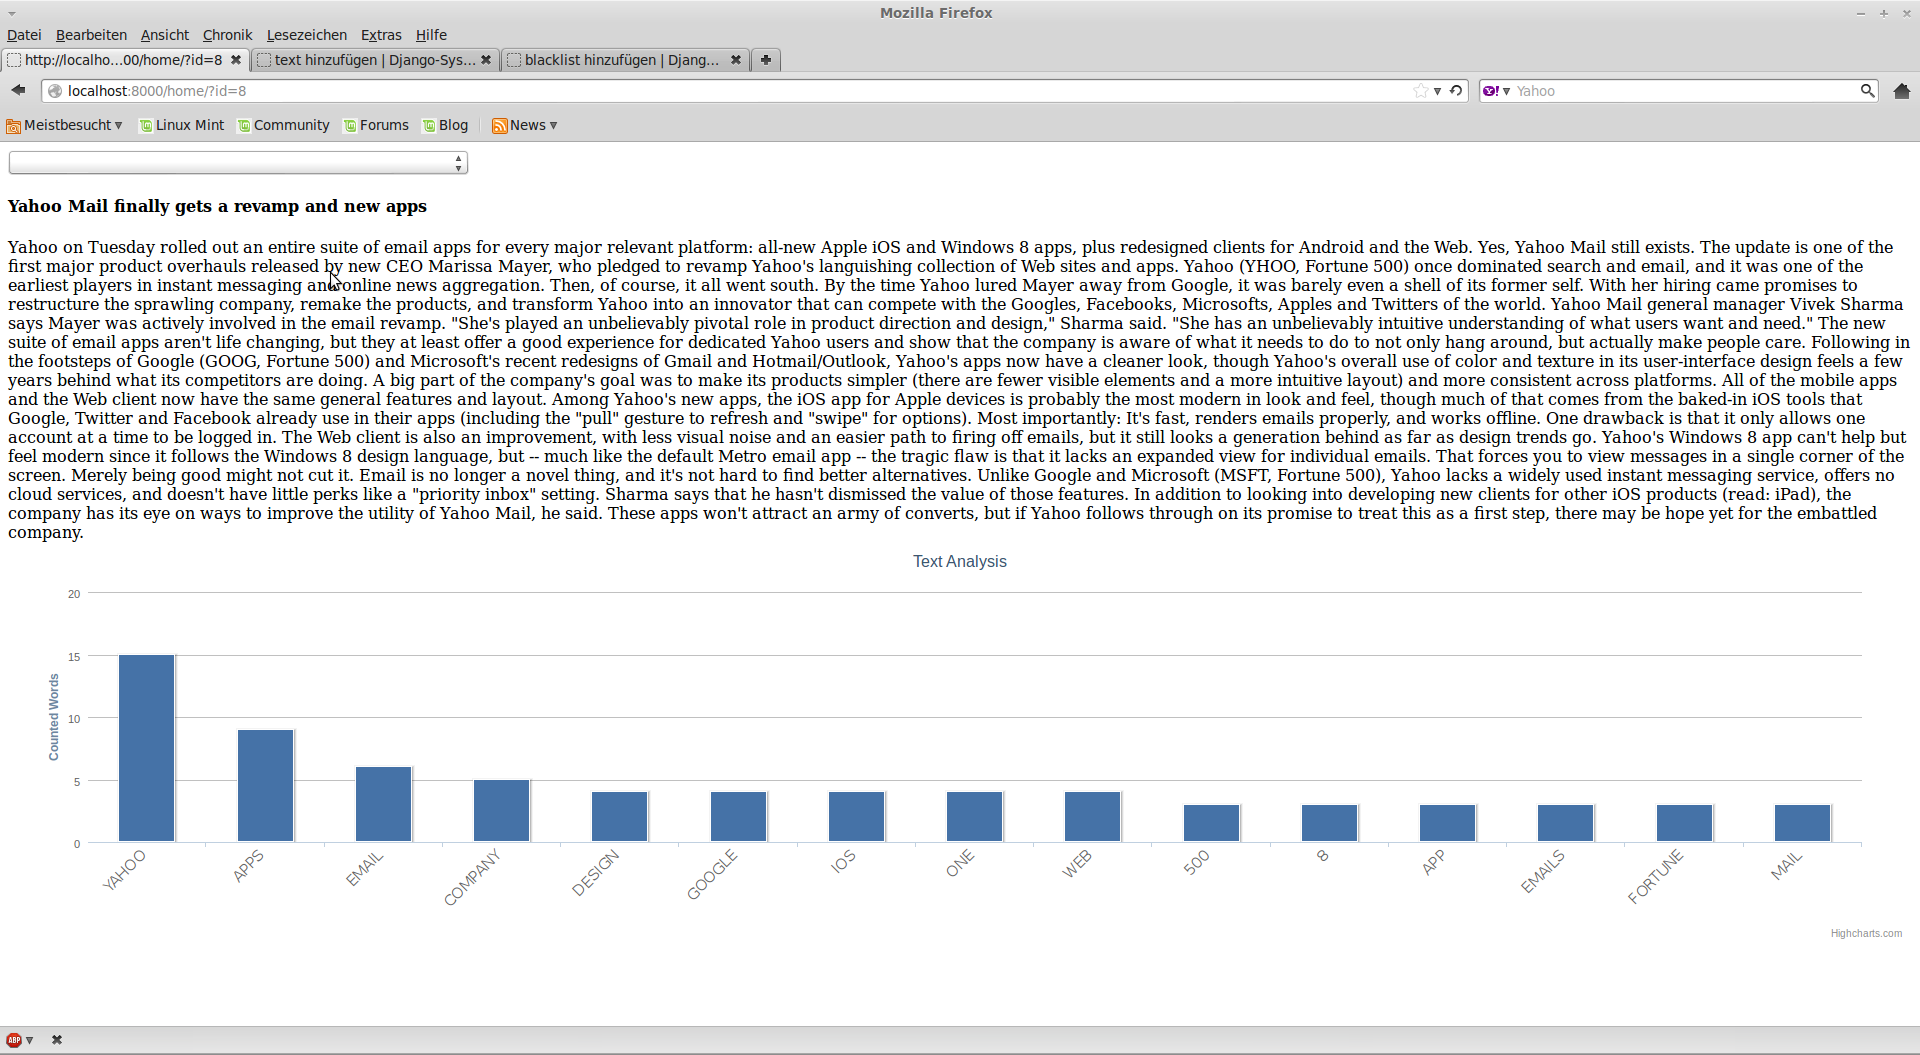 Mozilla Firefox
Datei Bearbeiten Ansicht Chronik Lesezeichen Extras Hilfe
http://localho...00/home/?id=8 text hinzufügen | Django-Sys... blacklist hinzufügen | Djang...
localhost:8000/home/?id=8 Y! Yahoo
Meistbesucht Linux Mint Community Forums Blog News
Yahoo Mail finally gets a revamp and new apps
Yahoo on Tuesday rolled out an entire suite of email apps for every major relevant platform: all-new Apple iOS and Windows 8 apps, plus redesigned clients for Android and the Web. Yes, Yahoo Mail still exists. The update is one of the
first major product overhauls released by new CEO Marissa Mayer, who pledged to revamp Yahoo's languishing collection of Web sites and apps. Yahoo (YHOO, Fortune 500) once dominated search and email, and it was one of the
earliest players in instant messaging and online news aggregation. Then, of course, it all went south. By the time Yahoo lured Mayer away from Google, it was barely even a shell of its former self. With her hiring came promises to
restructure the sprawling company, remake the products, and transform Yahoo into an innovator that can compete with the Googles, Facebooks, Microsofts, Apples and Twitters of the world. Yahoo Mail general manager Vivek Sharma
says Mayer was actively involved in the email revamp. "She's played an unbelievably pivotal role in product direction and design," Sharma said. "She has an unbelievably intuitive understanding of what users want and need." The new
suite of email apps aren't life changing, but they at least offer a good experience for dedicated Yahoo users and show that the company is aware of what it needs to do to not only hang around, but actually make people care. Following in
the footsteps of Google (GOOG, Fortune 500) and Microsoft's recent redesigns of Gmail and Hotmail/Outlook, Yahoo's apps now have a cleaner look, though Yahoo's overall use of color and texture in its user-interface design feels a few
years behind what its competitors are doing. A big part of the company's goal was to make its products simpler (there are fewer visible elements and a more intuitive layout) and more consistent across platforms. All of the mobile apps
and the Web client now have the same general features and layout. Among Yahoo's new apps, the iOS app for Apple devices is probably the most modern in look and feel, though much of that comes from the baked-in iOS tools that
Google, Twitter and Facebook already use in their apps (including the "pull" gesture to refresh and "swipe" for options). Most importantly: It's fast, renders emails properly, and works offline. One drawback is that it only allows one
account at a time to be logged in. The Web client is also an improvement, with less visual noise and an easier path to firing off emails, but it still looks a generation behind as far as design trends go. Yahoo's Windows 8 app can't help but
feel modern since it follows the Windows 8 design language, but -- much like the default Metro email app -- the tragic flaw is that it lacks an expanded view for individual emails. That forces you to view messages in a single corner of the
screen. Merely being good might not cut it. Email is no longer a novel thing, and it's not hard to find better alternatives. Unlike Google and Microsoft (MSFT, Fortune 500), Yahoo lacks a widely used instant messaging service, offers no
cloud services, and doesn't have little perks like a "priority inbox" setting. Sharma says that he hasn't dismissed the value of those features. In addition to looking into developing new clients for other iOS products (read: iPad), the
company has its eye on ways to improve the utility of Yahoo Mail, he said. These apps won't attract an army of converts, but if Yahoo follows through on its promise to treat this as a first step, there may be hope yet for the embattled
company.
Text Analysis
Counted Words
20
15
10
5
0
YAHOO APPS EMAIL COMPANY DESIGN GOOGLE IOS ONE WEB 500 8 APP EMAILS FORTUNE MAIL
Highcharts.com
ABP